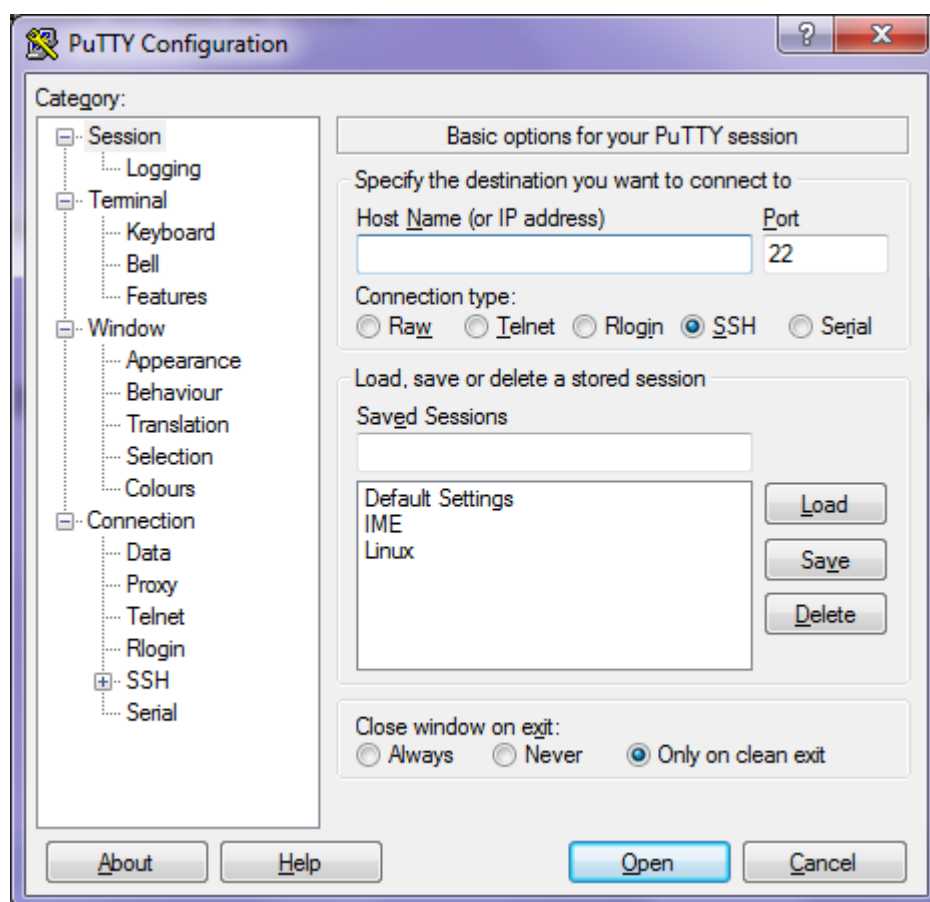 PuTTY Configuration
Category:
Session
Logging
Terminal
Keyboard
Bell
Features
Window
Appearance
Behaviour
Translation
Selection
Colours
Connection
Data
Proxy
Telnet
Rlogin
SSH
Serial
Basic options for your PuTTY session
Specify the destination you want to connect to
Host Name (or IP address) Port
22
Connection type:
Raw Telnet Rlogin SSH Serial
Load, save or delete a stored session
Saved Sessions
Default Settings
IME
Linux
Load
Save
Delete
Close window on exit:
Always Never Only on clean exit
About Help Open Cancel